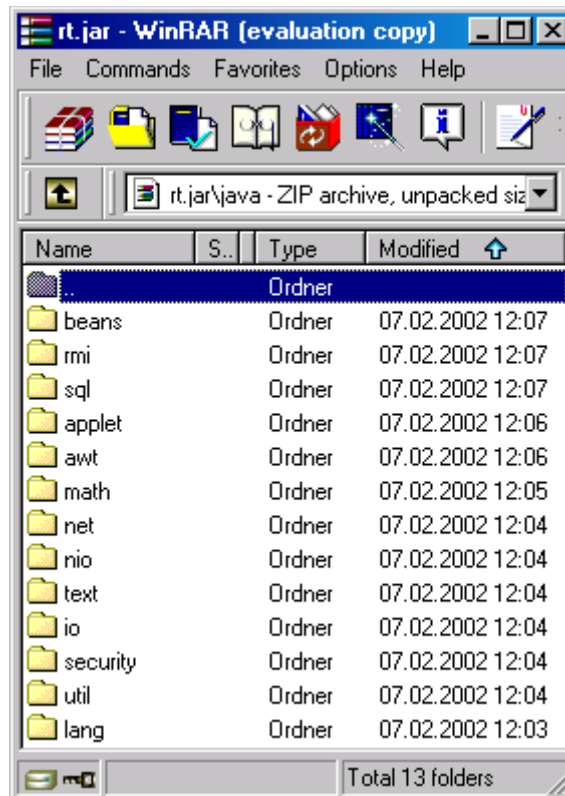 rt.jar - WinRAR (evaluation copy)
File Commands Favorites Options Help
rt.jar\java - ZIP archive, unpacked siz
Name S.. Type Modified
.. Ordner
beans Ordner 07.02.2002 12:07
rmi Ordner 07.02.2002 12:07
sql Ordner 07.02.2002 12:07
applet Ordner 07.02.2002 12:06
awt Ordner 07.02.2002 12:06
math Ordner 07.02.2002 12:05
net Ordner 07.02.2002 12:04
nio Ordner 07.02.2002 12:04
text Ordner 07.02.2002 12:04
io Ordner 07.02.2002 12:04
security Ordner 07.02.2002 12:04
util Ordner 07.02.2002 12:04
lang Ordner 07.02.2002 12:03
Total 13 folders